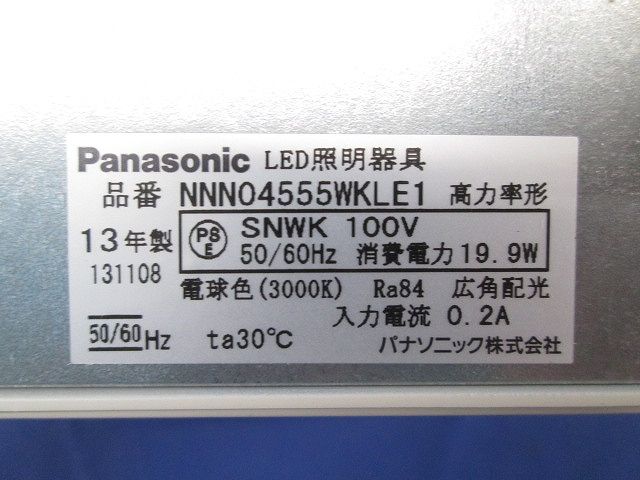 Panasonic LED照明器具
品番 NNN04555WKLE1 高力率形
13年製 PSE SNWK 100V
131108 50/60Hz 消費電力19.9W
電球色(3000K) Ra84 広角配光
入力電流 0.2A
50/60Hz ta30℃ パナソニック株式会社